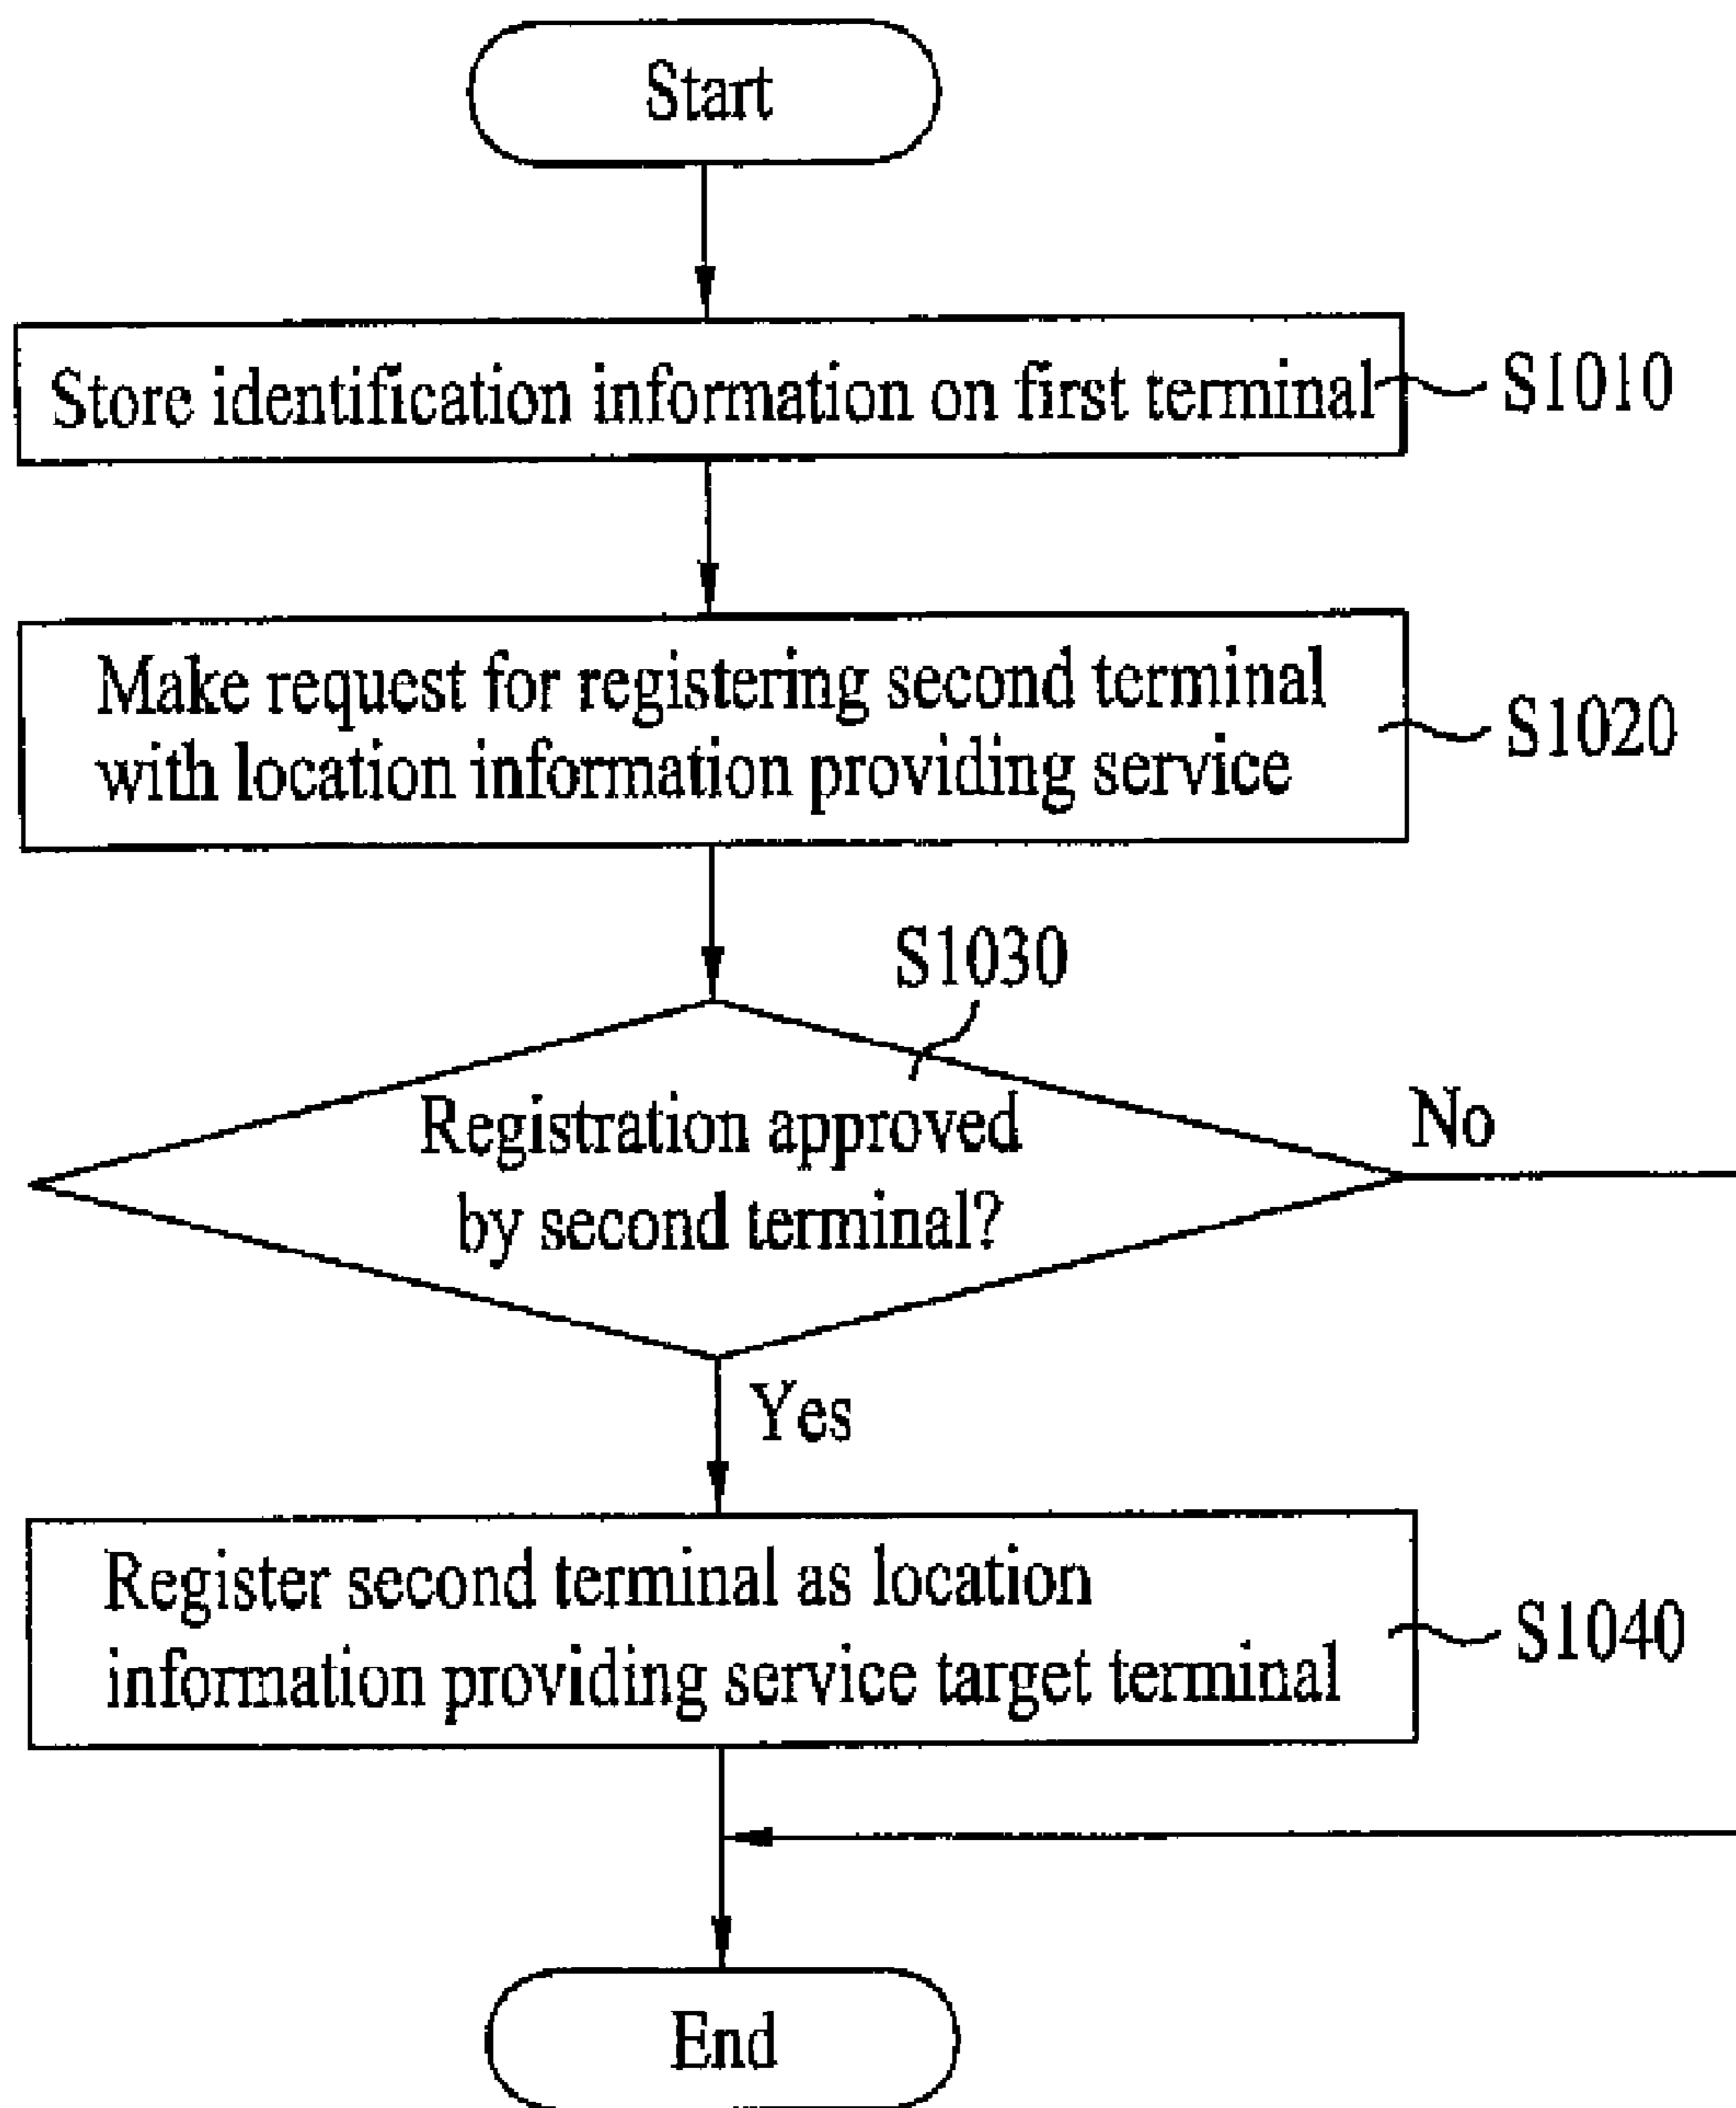 Start
Store identification information on first terminal
S1010
Make request for registering second terminal
with location information providing service
S1020
S1030
Registration approved
by second terminal?
No
Yes
Register second terminal as location
information providing service target terminal
S1040
End